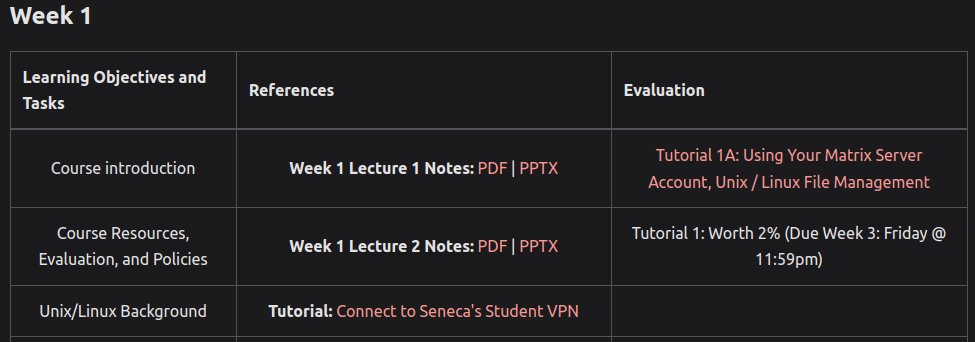 Week 1
Learning Objectives and
Tasks
References
Evaluation
Course introduction
Week 1 Lecture 1 Notes: PDF | PPTX
Tutorial 1A: Using Your Matrix Server
Account, Unix / Linux File Management
Course Resources,
Evaluation, and Policies
Week 1 Lecture 2 Notes: PDF | PPTX
Tutorial 1: Worth 2% (Due Week 3: Friday @
11:59pm)
Unix/Linux Background
Tutorial: Connect to Seneca's Student VPN